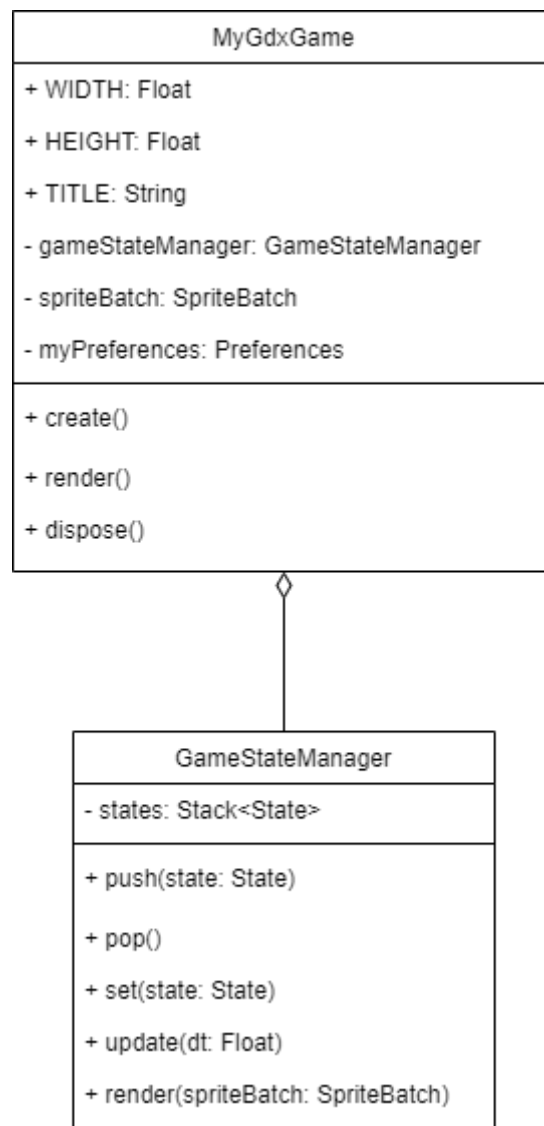 MyGdxGame
+ WIDTH: Float
+ HEIGHT: Float
+ TITLE: String
- gameStateManager: GameStateManager
- spriteBatch: SpriteBatch
- myPreferences: Preferences
+ create()
+ render()
+ dispose()
GameStateManager
- states: Stack<State>
+ push(state: State)
+ pop()
+ set(state: State)
+ update(dt: Float)
+ render(spriteBatch: SpriteBatch)